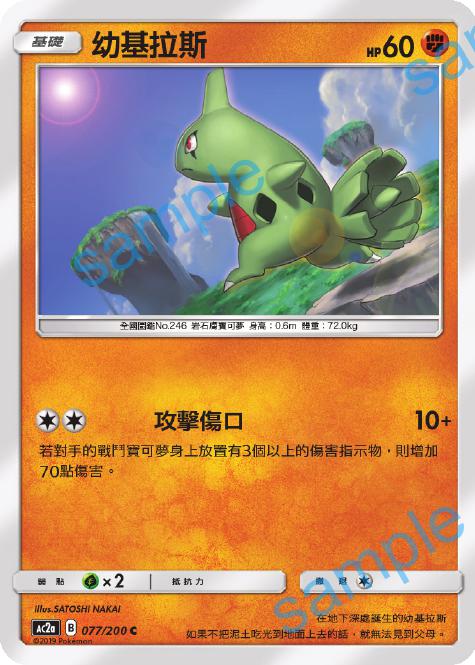 基礎 幼基拉斯 HP60
sample
sample
sample
全國圖鑑No.246 岩石膚寶可夢 身高：0.6m 體重：72.0kg
攻擊傷口 10+
若對手的戰鬥寶可夢身上放置有3個以上的傷害指示物，則增加
70點傷害。
sample
弱點 ×2 抵抗力 撤退
illus.SATOSHI NAKAI
AC2a B 077/200 C
©2019 Pokémon
在地下深處誕生的幼基拉斯
如果不把泥土吃光到地面上去的話，就無法見到父母。